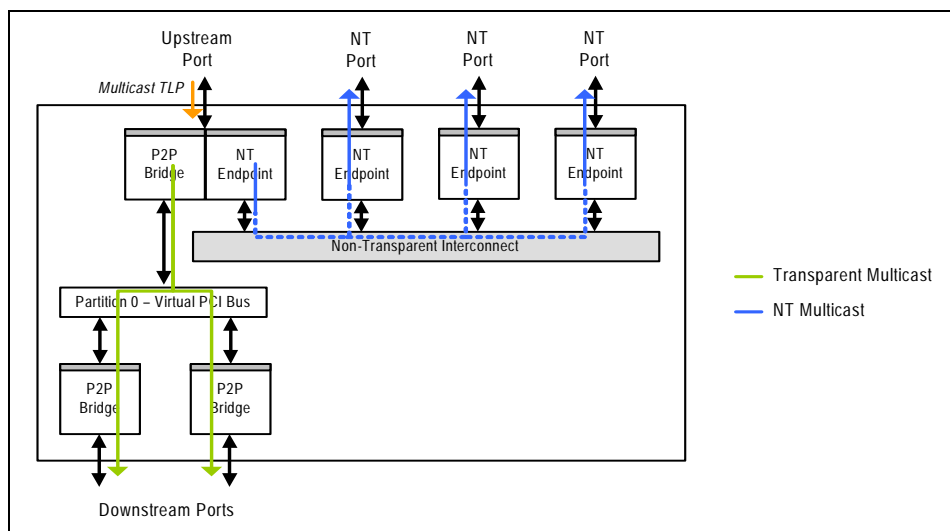 Upstream
Port
NT
Port
NT
Port
NT
Port
Multicast TLP
P2P
Bridge
NT
Endpoint
NT
Endpoint
NT
Endpoint
NT
Endpoint
Non-Transparent Interconnect
Transparent Multicast
NT Multicast
Partition 0 – Virtual PCI Bus
P2P
Bridge
P2P
Bridge
Downstream Ports